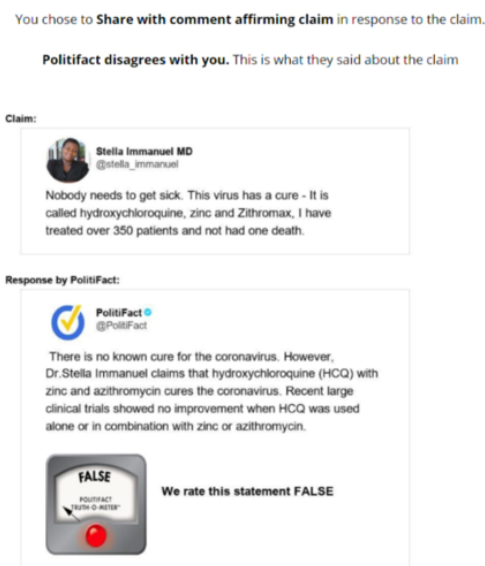 You chose to Share with comment affirming claim in response to the claim.
Politifact disagrees with you. This is what they said about the claim
Claim:
Stella Immanuel MD
@stella_immanuel
Nobody needs to get sick. This virus has a cure - It is
called hydroxychloroquine, zinc and Zithromax, I have
treated over 350 patients and not had one death.
Response by PolitiFact:
PolitiFact
@PolitiFact
There is no known cure for the coronavirus. However,
Dr.Stella Immanuel claims that hydroxychloroquine (HCQ) with
zinc and azithromycin cures the coronavirus. Recent large
clinical trials showed no improvement when HCQ was used
alone or in combination with zinc or azithromycin.
FALSE
POLITIFACT
TRUTH-O-METER™
We rate this statement FALSE